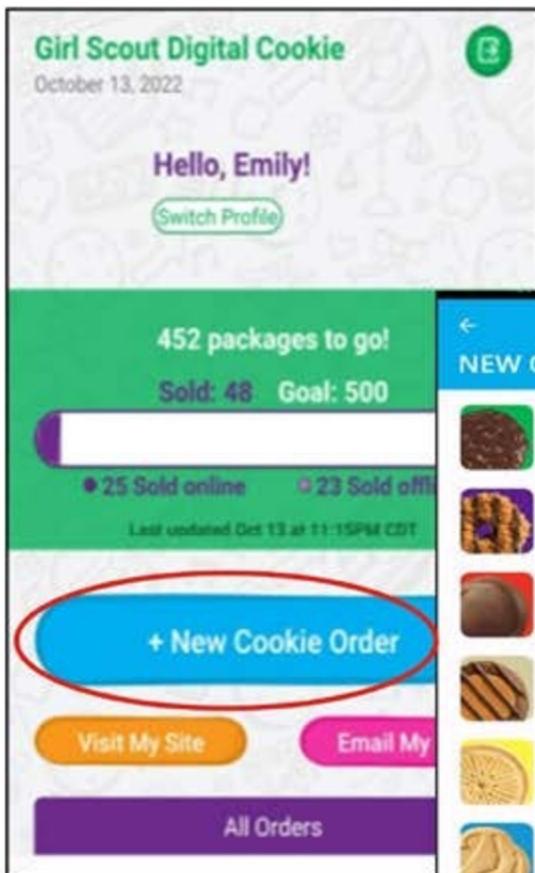 Girl Scout Digital Cookie
October 13, 2022
Hello, Emily!
Switch Profile
452 packages to go!
Sold: 48 Goal: 500
25 Sold online 23 Sold offli
Last updated Oct 13 at 11:15PM CDT
+ New Cookie Order
Visit My Site
Email My
All Orders
NEW